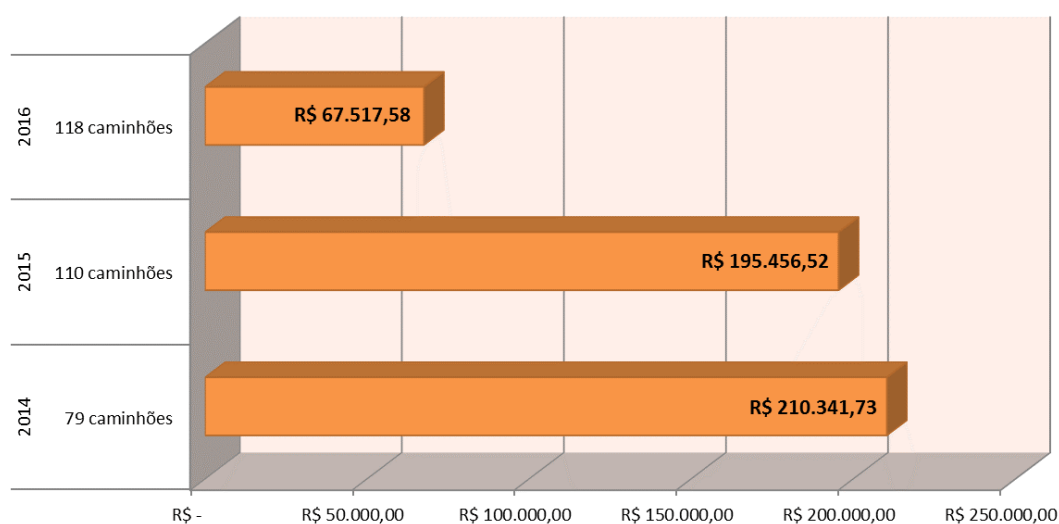 2016
118 caminhões
R$ 67.517,58
2015
110 caminhões
R$ 195.456,52
2014
79 caminhões
R$ 210.341,73
R$ -
R$ 50.000,00
R$ 100.000,00
R$ 150.000,00
R$ 200.000,00
R$ 250.000,00